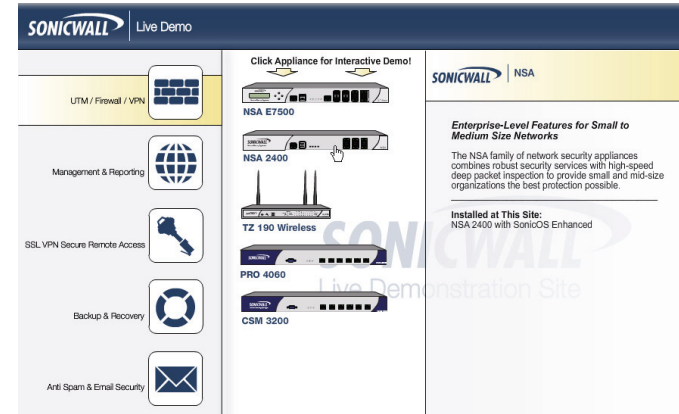 SONICWALL Live Demo
UTM / Firewall / VPN
Management & Reporting
SSL VPN Secure Remote Access
Backup & Recovery
Anti Spam & Email Security
Click Appliance for Interactive Demo!
NSA E7500
NSA 2400
TZ 190 Wireless
PRO 4060
CSM 3200
SONICWALL NSA
Enterprise-Level Features for Small to
Medium Size Networks
The NSA family of network security appliances
combines robust security services with high-speed
deep packet inspection to provide small and mid-size
organizations the best protection possible.
Installed at This Site:
NSA 2400 with SonicOS Enhanced
SONICWALL
Live Demonstration Site